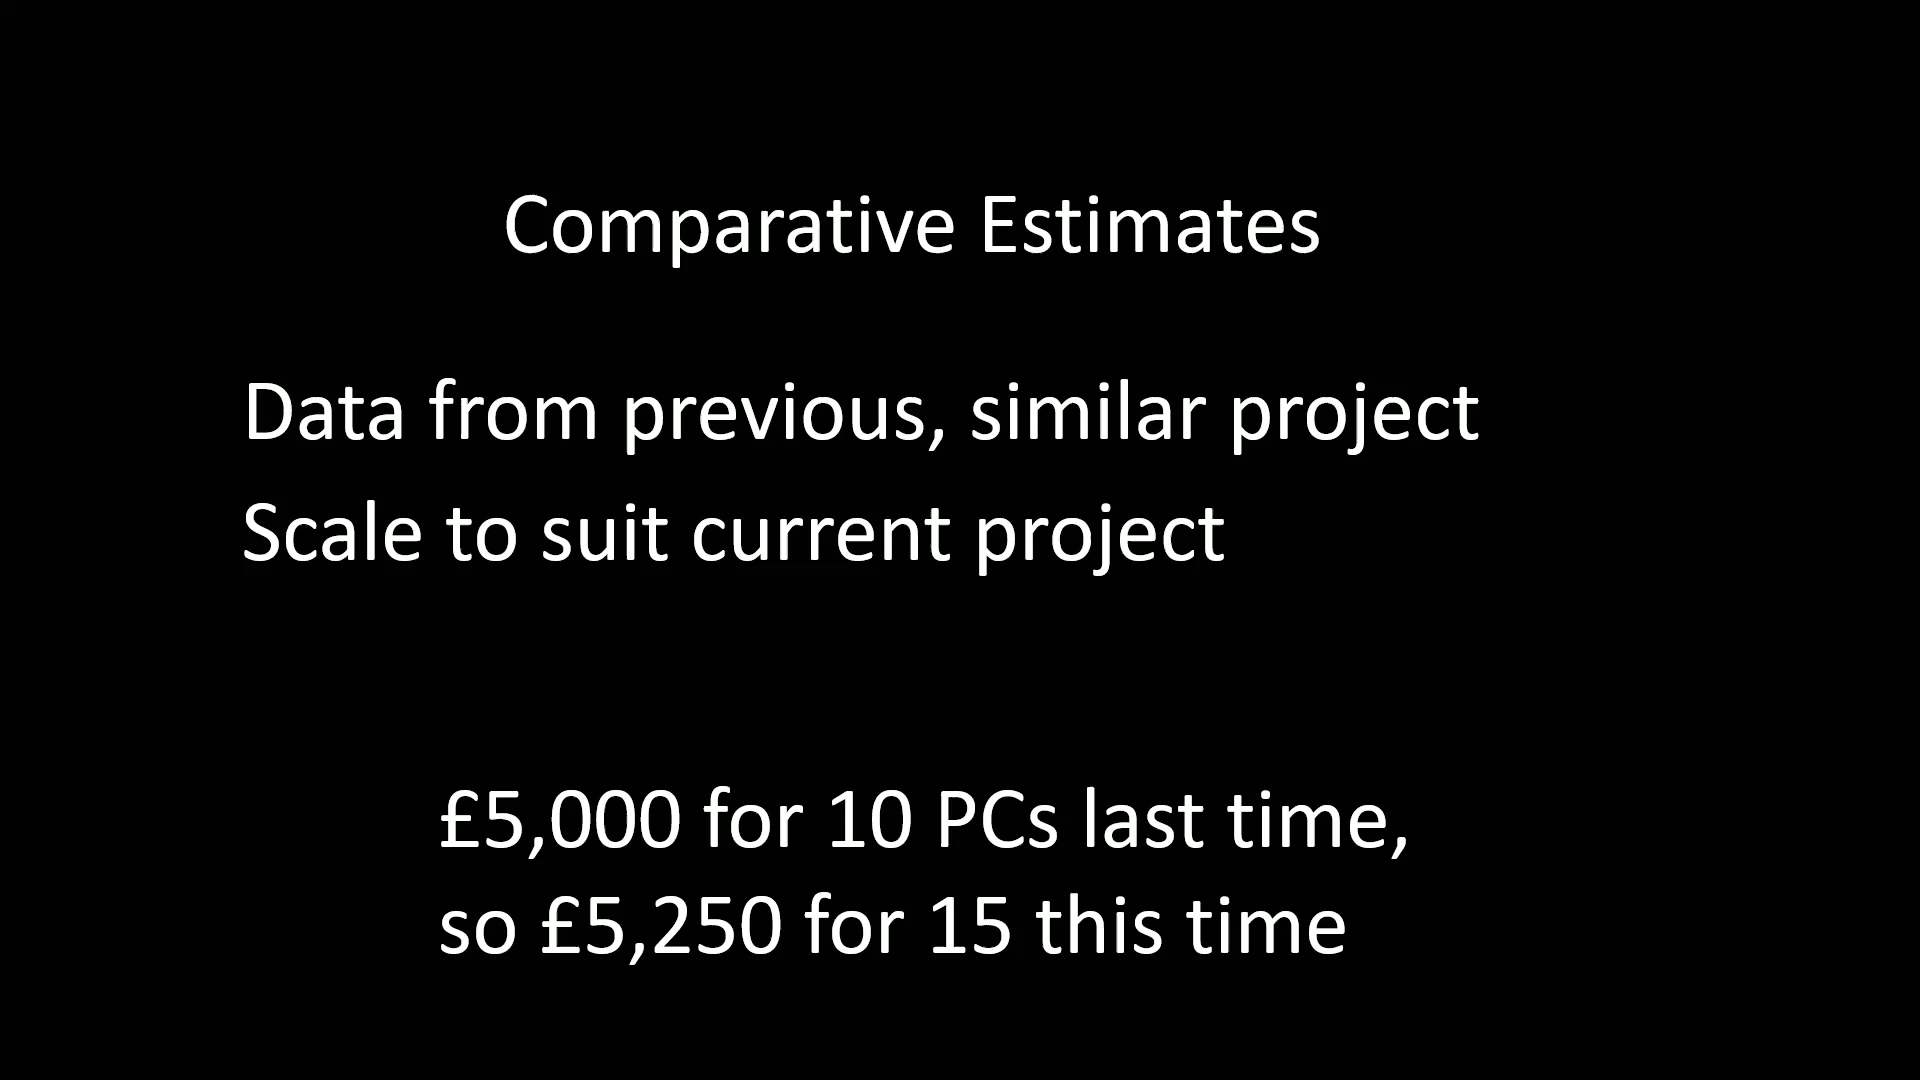 Comparative Estimates
Data from previous, similar project
Scale to suit current project
£5,000 for 10 PCs last time,
so £5,250 for 15 this time